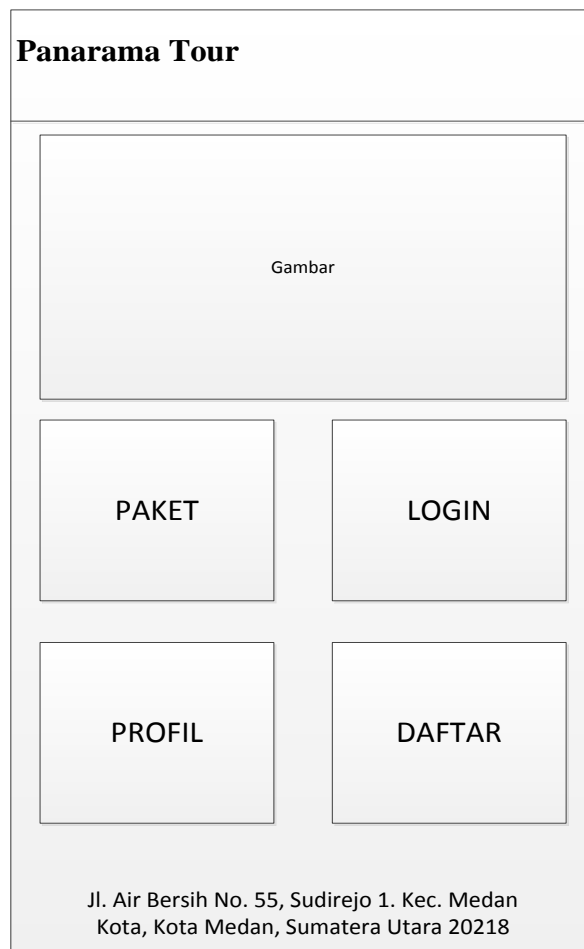 Panarama Tour
Gambar
PAKET
LOGIN
PROFIL
DAFTAR
Jl. Air Bersih No. 55, Sudirejo 1. Kec. Medan
Kota, Kota Medan, Sumatera Utara 20218